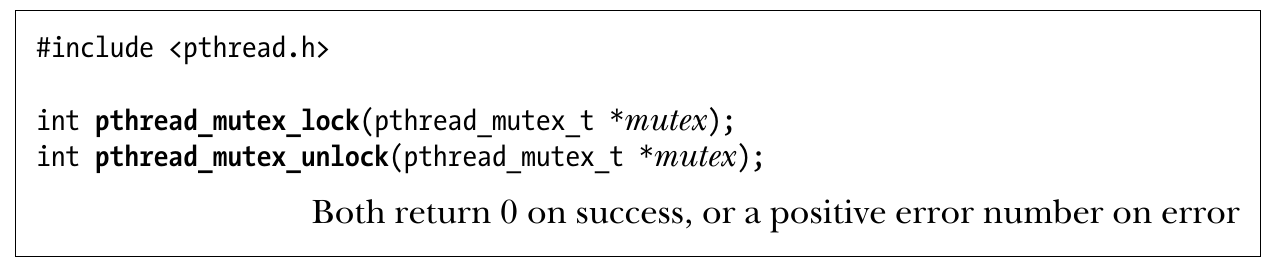 #include <pthread.h>
int pthread_mutex_lock(pthread_mutex_t *mutex);
int pthread_mutex_unlock(pthread_mutex_t *mutex);
Both return 0 on success, or a positive error number on error